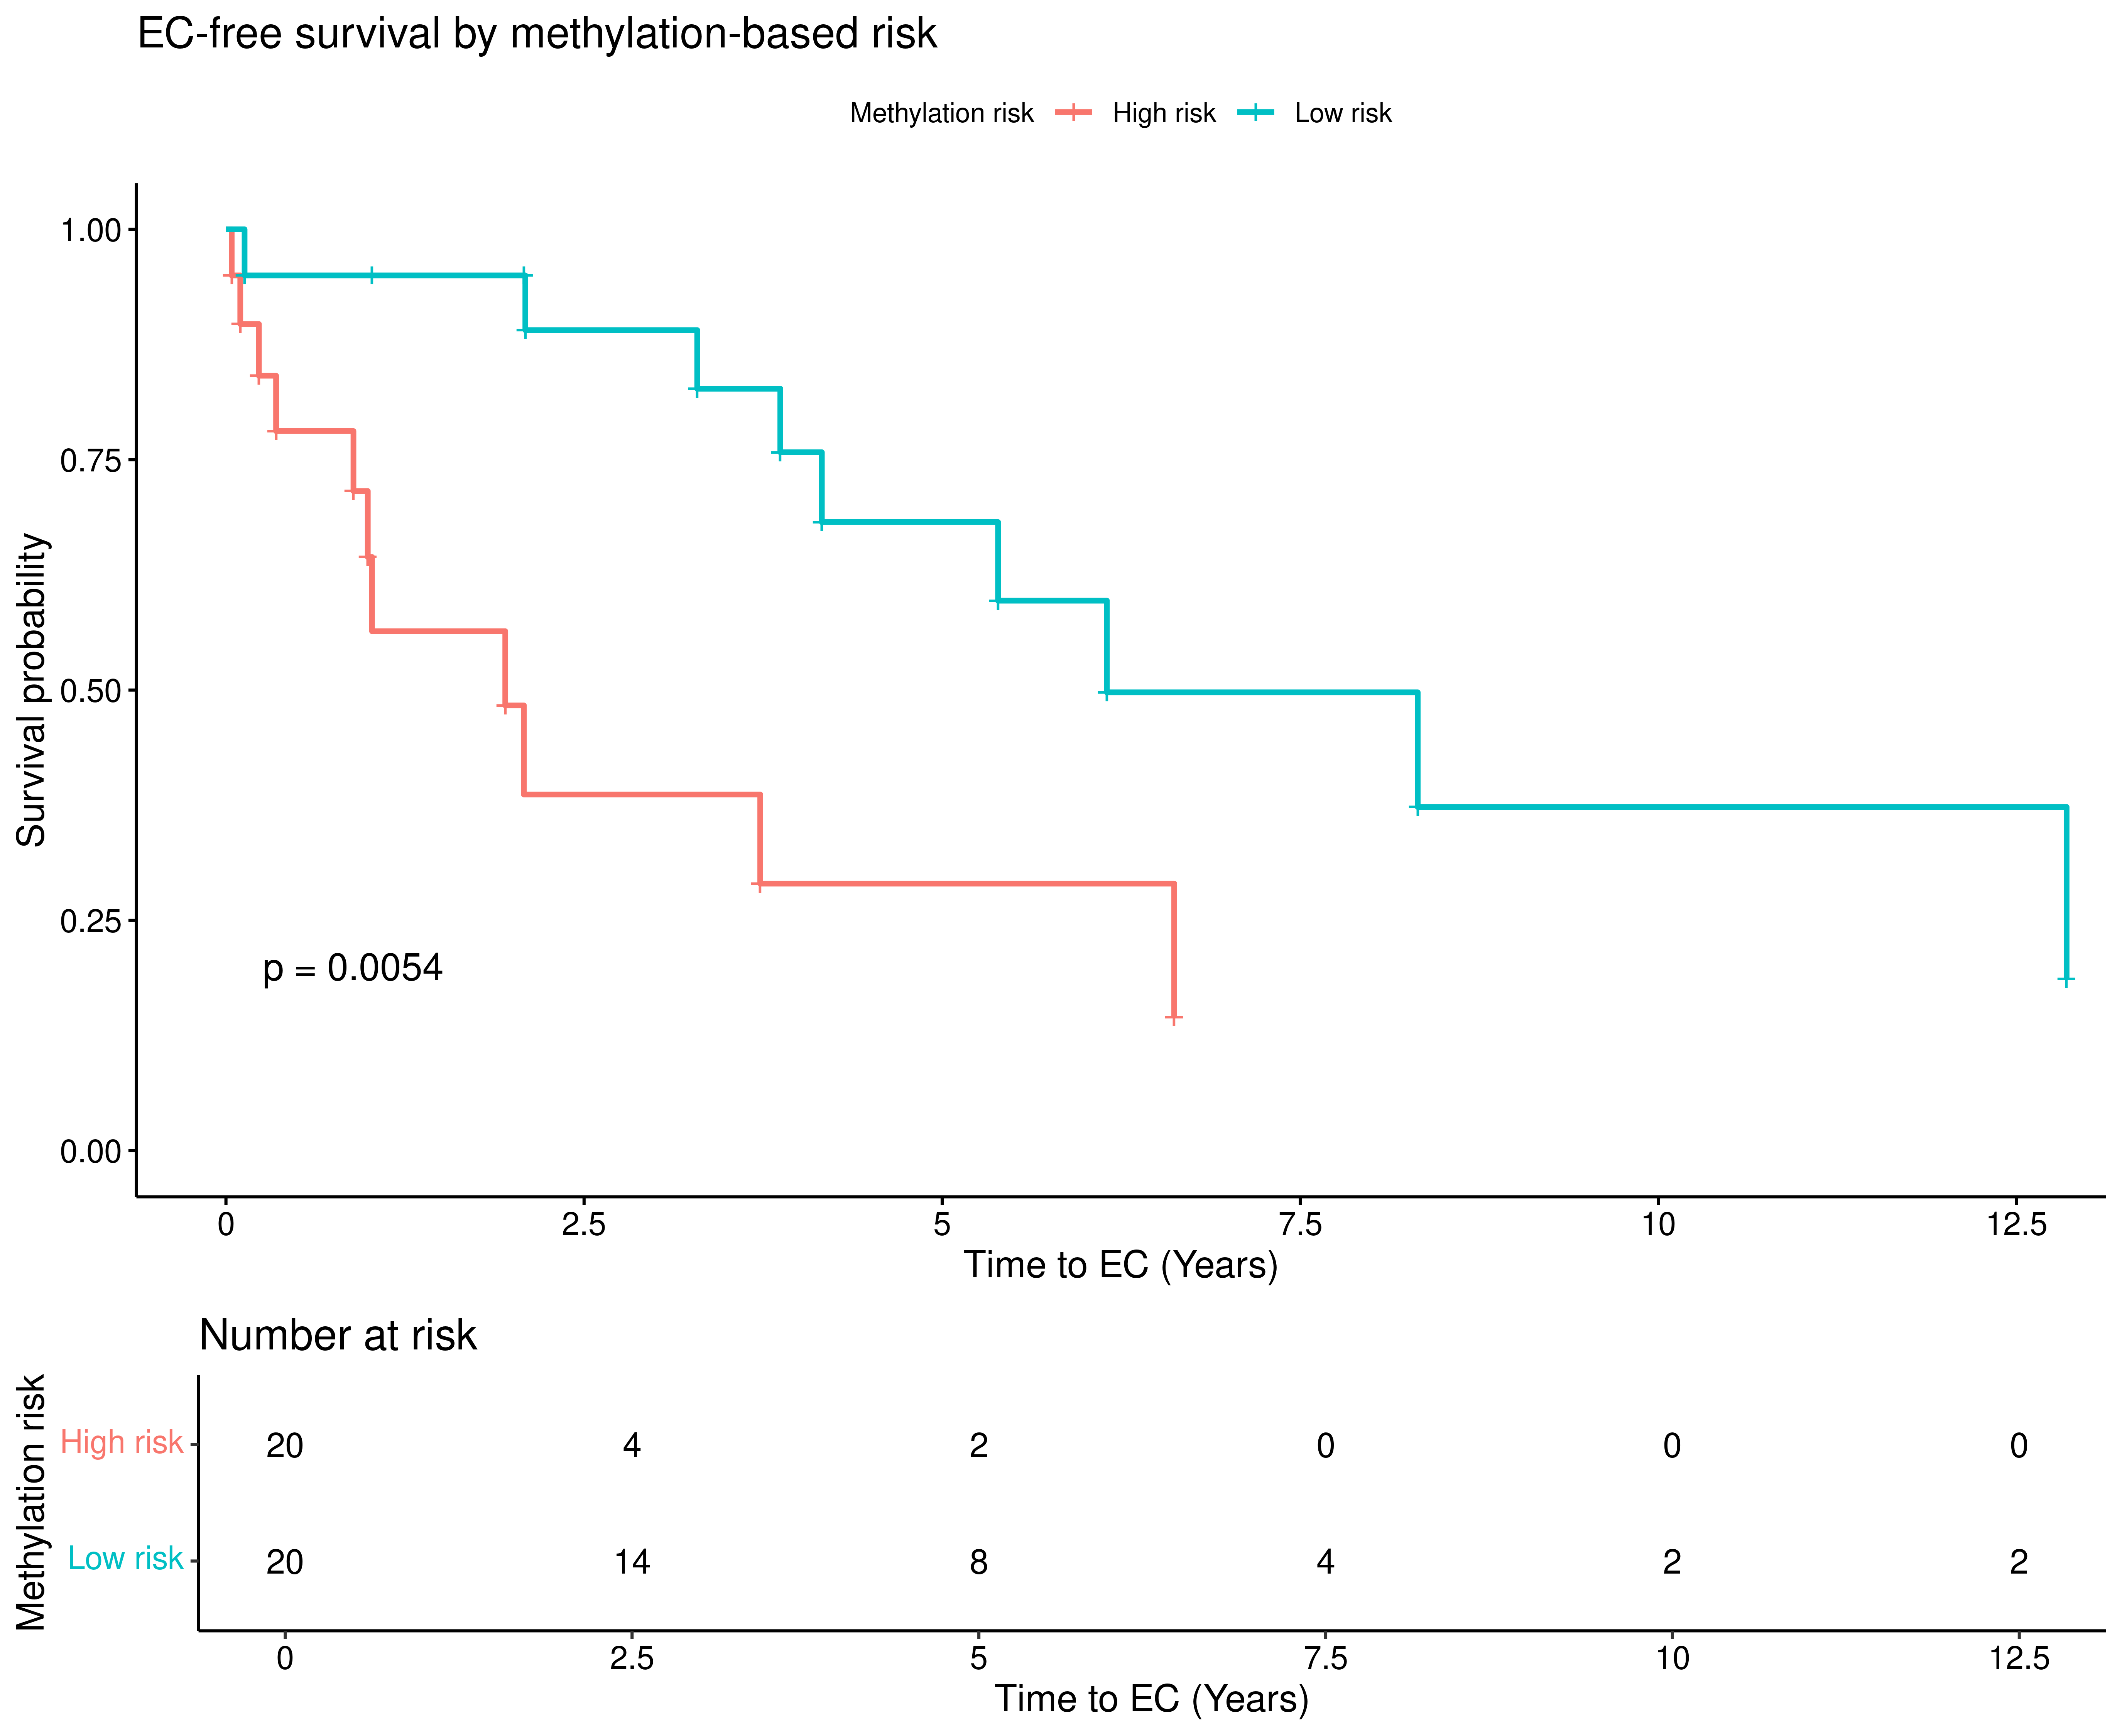 EC-free survival by methylation-based risk
Methylation risk High risk Low risk
Survival probability
1.00
0.75
0.50
0.25
0.00
p = 0.0054
0 2.5 5 7.5 10 12.5
Time to EC (Years)
Number at risk
Methylation risk
High risk 20 4 2 0 0 0
Low risk 20 14 8 4 2 2
0 2.5 5 7.5 10 12.5
Time to EC (Years)